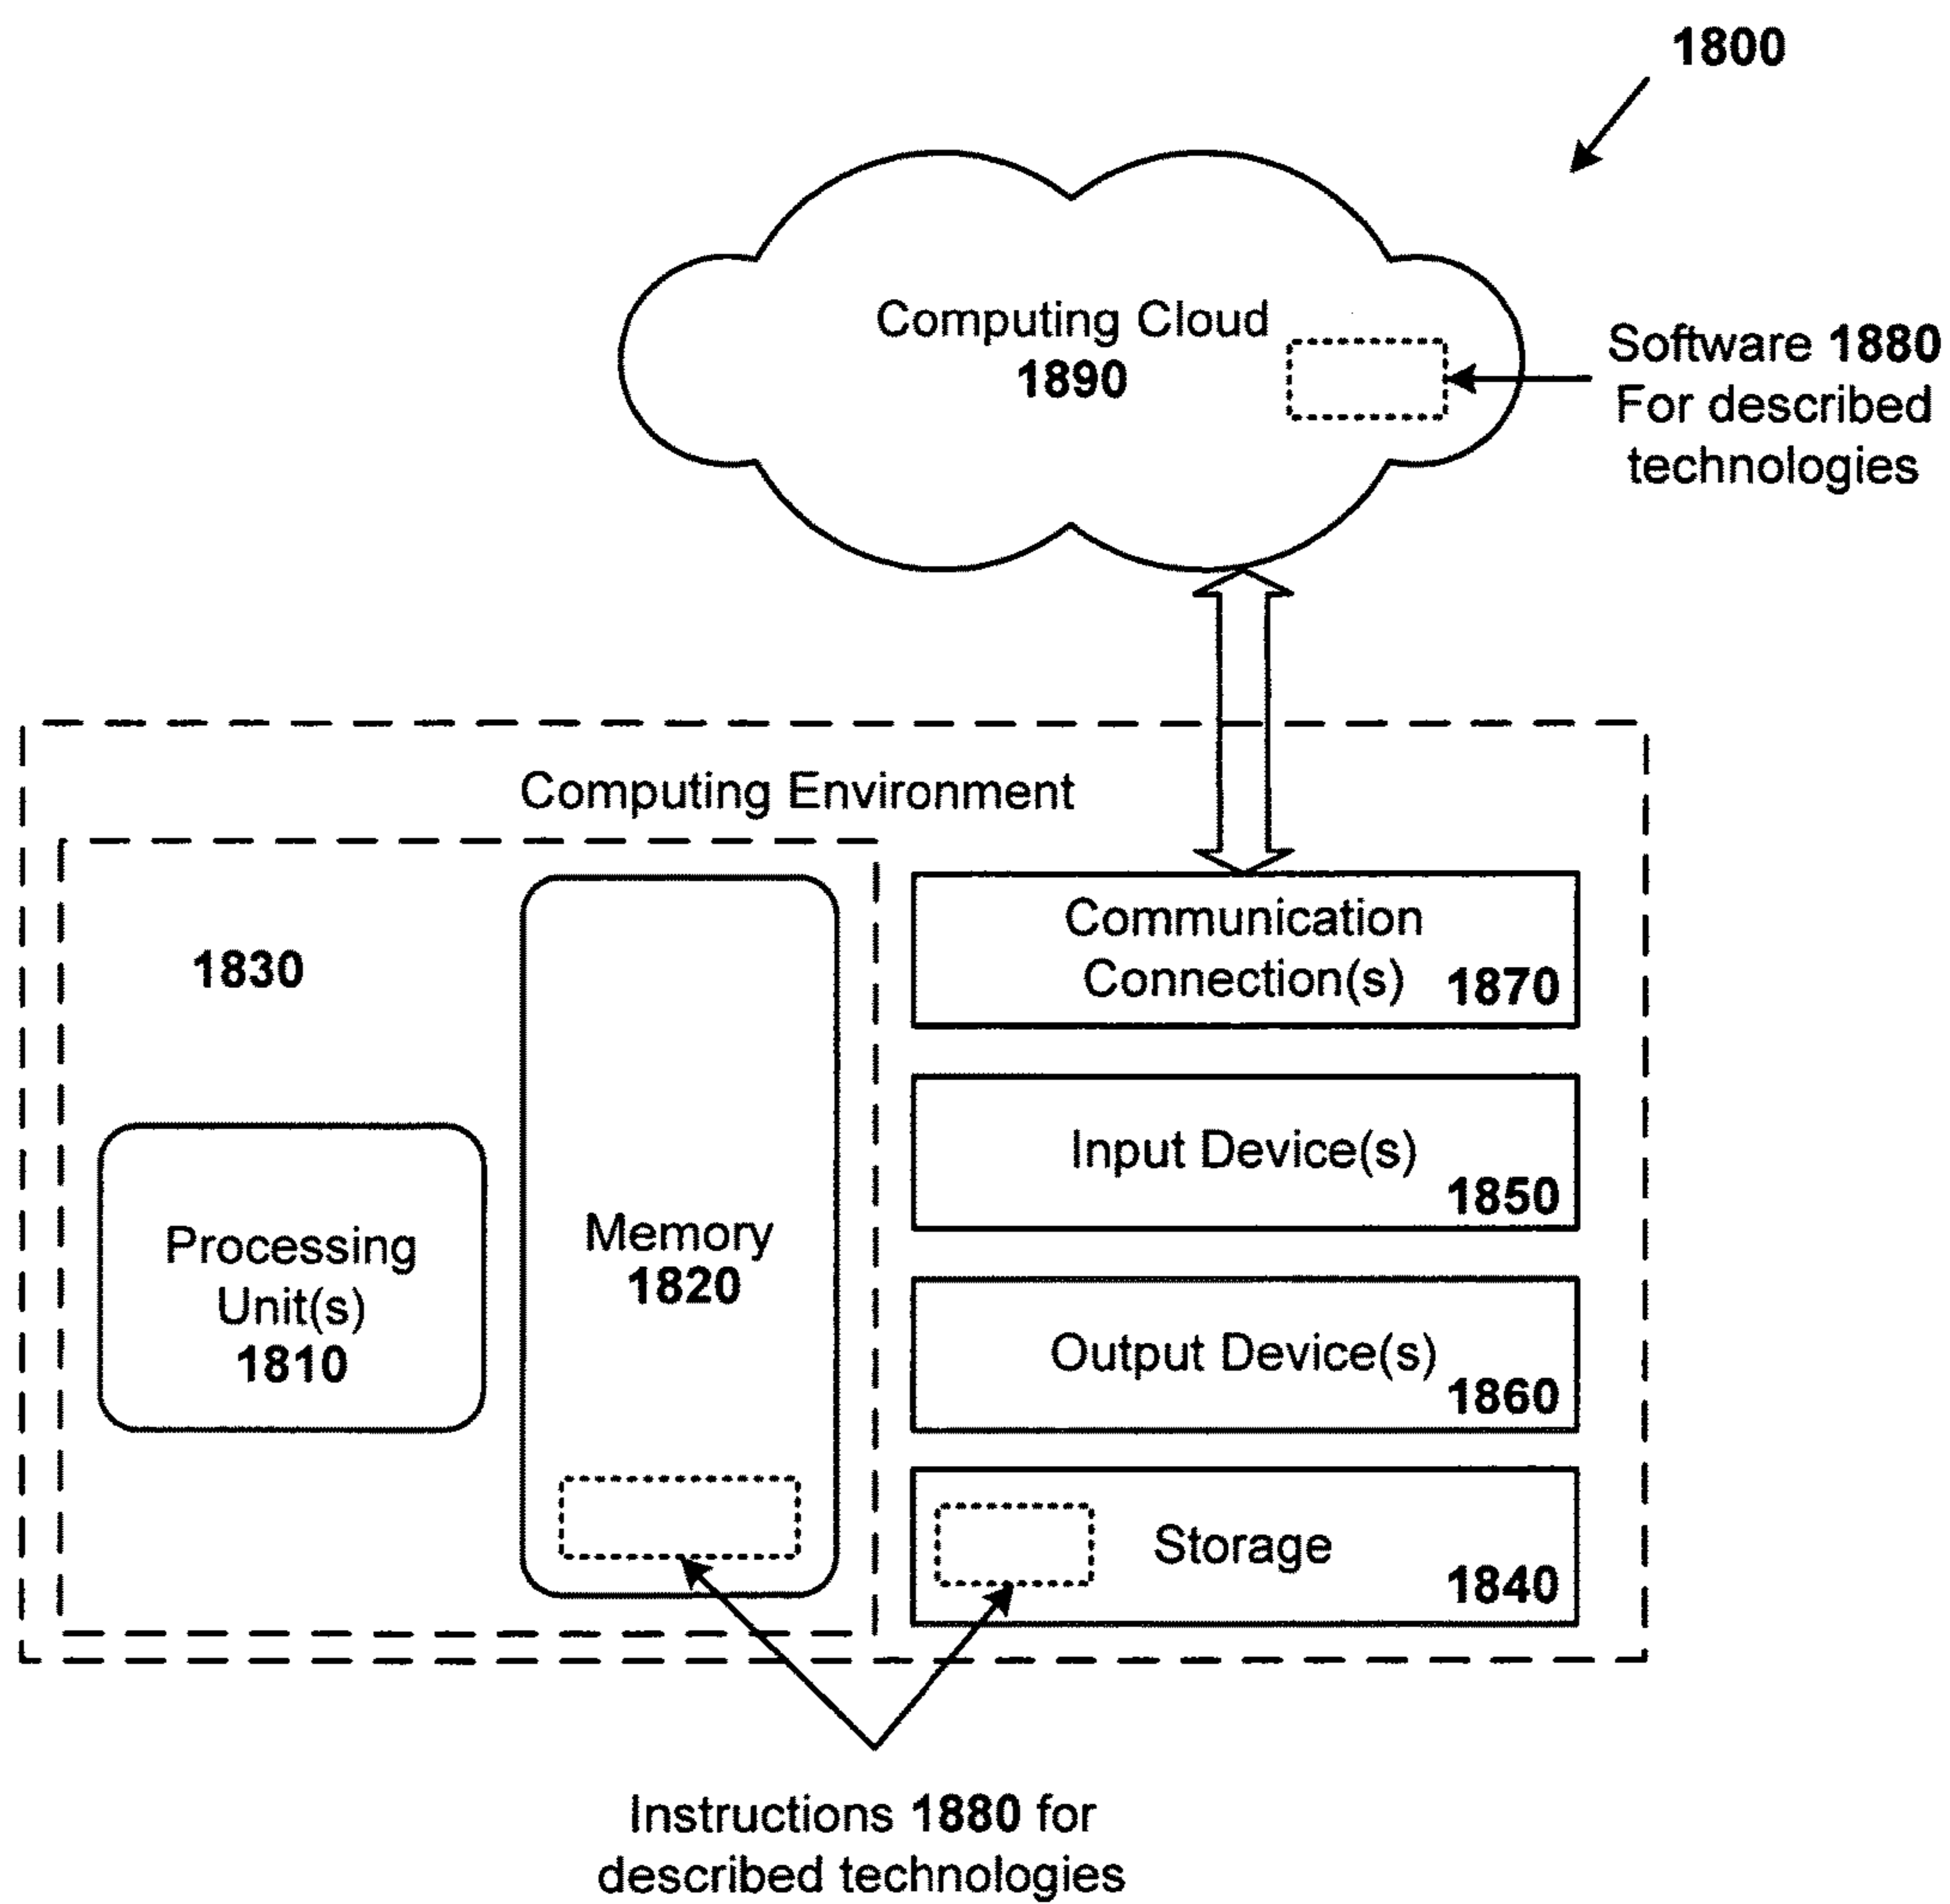 1800
Computing Cloud
1890
Software 1880
For described
technologies
Computing Environment
1830
Processing
Unit(s)
1810
Memory
1820
Communication
Connection(s) 1870
Input Device(s)
1850
Output Device(s)
1860
Storage
1840
Instructions 1880 for
described technologies